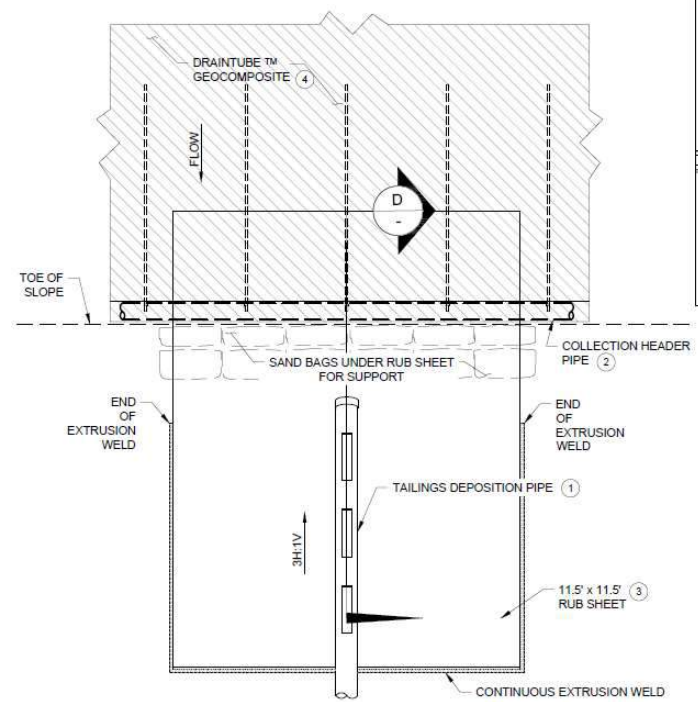 DRAINTUBE ™
GEOCOMPOSITE 4
FLOW
D
-
TOE OF
SLOPE
COLLECTION HEADER
PIPE 2
SAND BAGS UNDER RUB SHEET
FOR SUPPORT
END
OF
EXTRUSION
WELD
END
OF
EXTRUSION
WELD
TAILINGS DEPOSITION PIPE 1
3H:1V
11.5' x 11.5' 3
RUB SHEET
CONTINUOUS EXTRUSION WELD